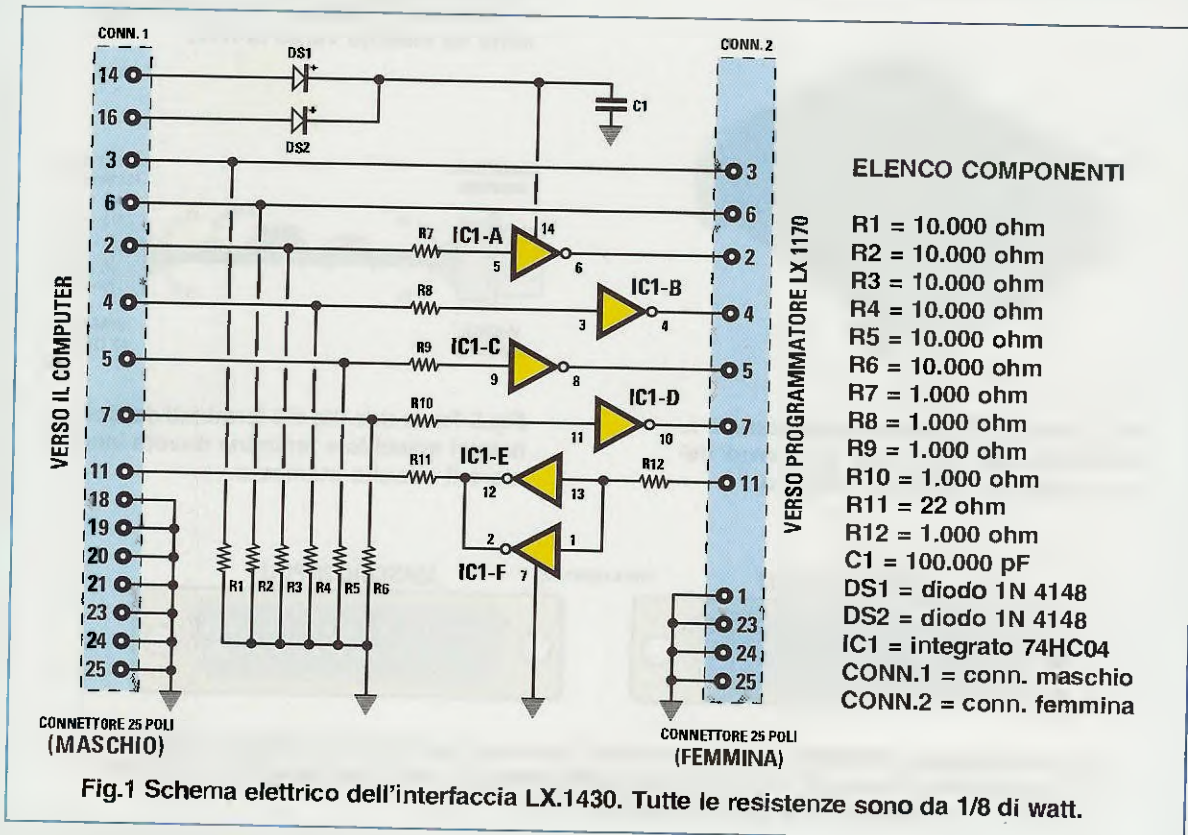 CONN. 1
CONN. 2
14
DS1
+
C1
16
+
DS2
3
3
6
6
2
R7
IC1-A
14
5
6
2
R8
IC1-B
4
3
4
4
R9
IC1-C
5
9
8
5
R10
IC1-D
7
11
10
7
R11
IC1-E
R12
11
12
13
11
2
1
IC1-F
7
18
19
20
21
23
24
25
R1
R2
R3
R4
R5
R6
1
23
24
25
VERSO IL COMPUTER
VERSO PROGRAMMATORE LX 1170
CONNETTORE 25 POLI
(MASCHIO)
CONNETTORE 25 POLI
(FEMMINA)
ELENCO COMPONENTI
R1 = 10.000 ohm
R2 = 10.000 ohm
R3 = 10.000 ohm
R4 = 10.000 ohm
R5 = 10.000 ohm
R6 = 10.000 ohm
R7 = 1.000 ohm
R8 = 1.000 ohm
R9 = 1.000 ohm
R10 = 1.000 ohm
R11 = 22 ohm
R12 = 1.000 ohm
C1 = 100.000 pF
DS1 = diodo 1N 4148
DS2 = diodo 1N 4148
IC1 = integrato 74HC04
CONN.1 = conn. maschio
CONN.2 = conn. femmina
Fig.1 Schema elettrico dell'interfaccia LX.1430. Tutte le resistenze sono da 1/8 di watt.